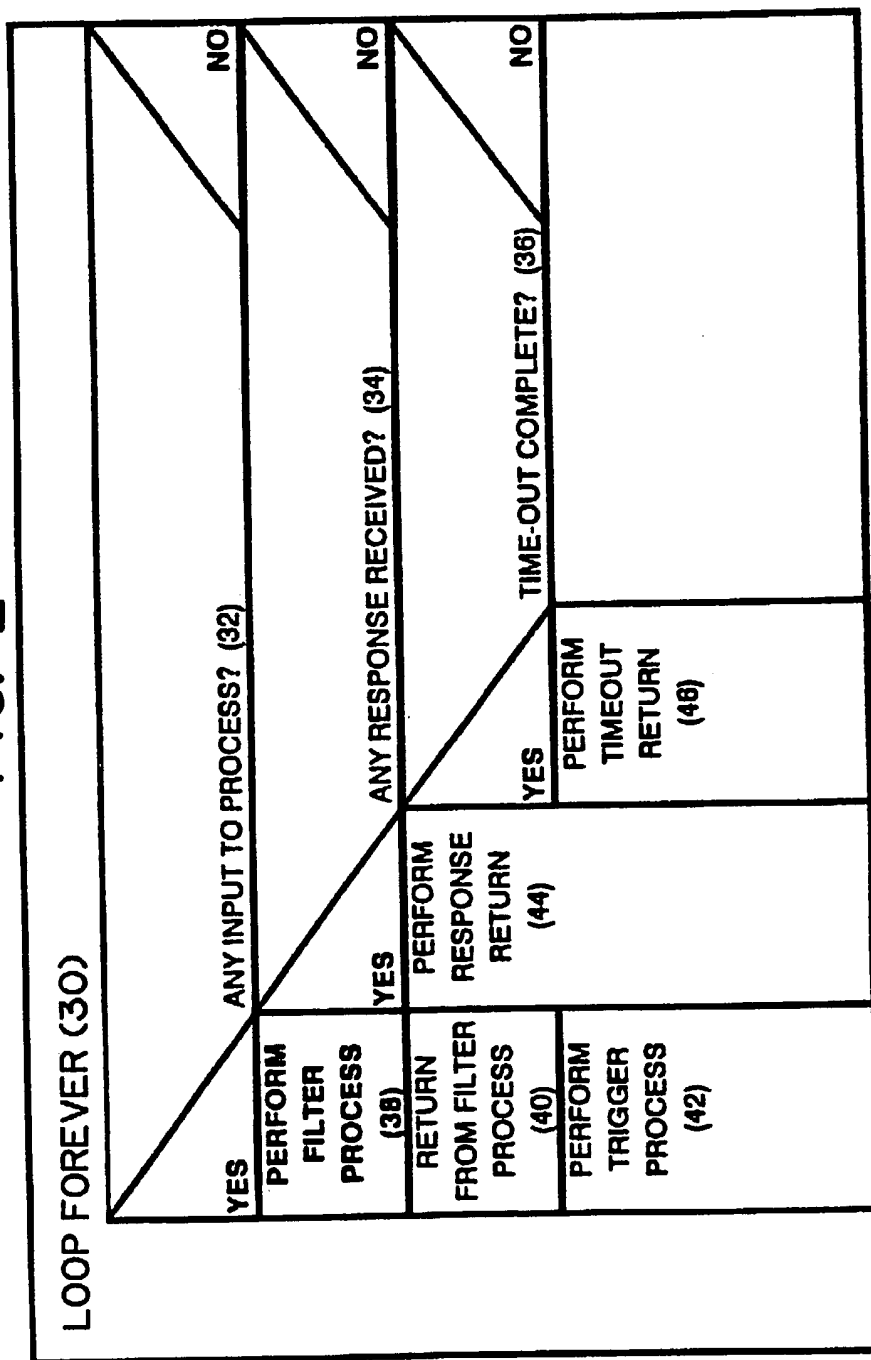 LOOP FOREVER (30)
ANY INPUT TO PROCESS? (32)
YES
NO
PERFORM
FILTER
PROCESS
(38)
RETURN
FROM FILTER
PROCESS
(40)
PERFORM
TRIGGER
PROCESS
(42)
ANY RESPONSE RECEIVED? (34)
YES
NO
PERFORM
RESPONSE
RETURN
(44)
TIME-OUT COMPLETE? (36)
YES
NO
PERFORM
TIMEOUT
RETURN
(46)